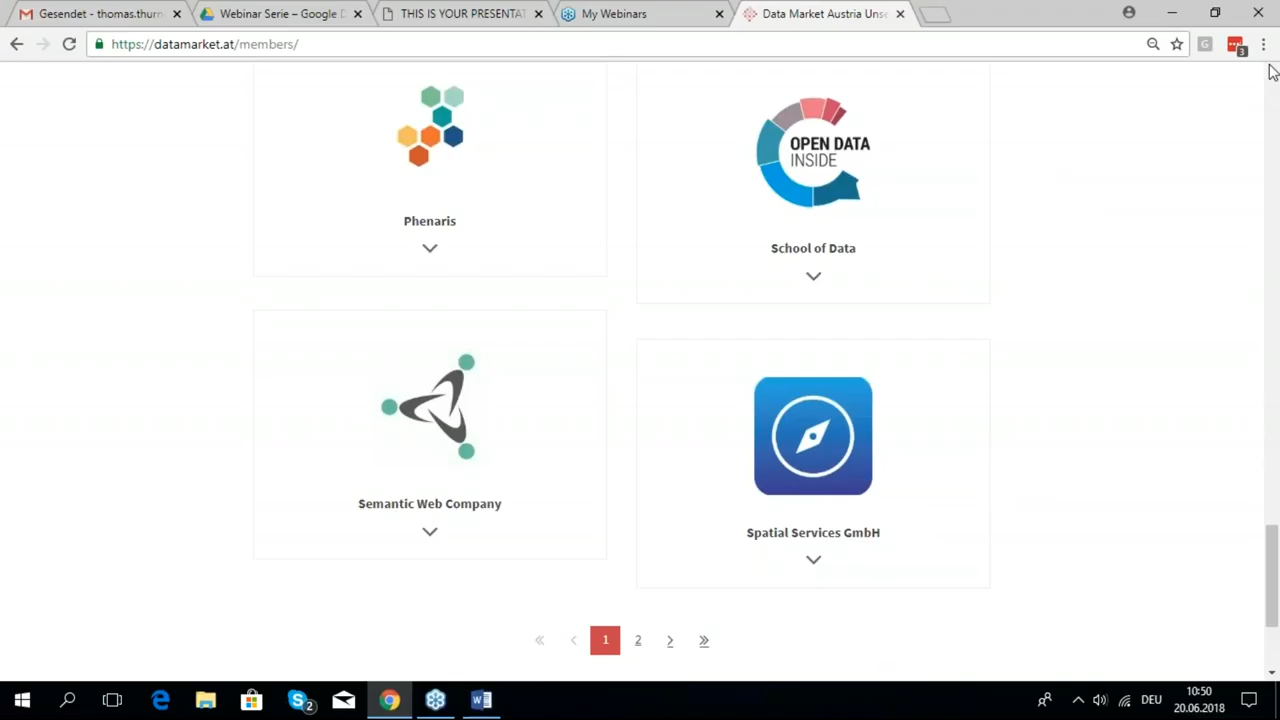 Gesendet - thomas.thurn
Webinar Serie – Google D
THIS IS YOUR PRESENTAT
My Webinars
Data Market Austria Uns
https://datamarket.at/members/
G
3
OPEN DATA
INSIDE
Phenaris
School of Data
Semantic Web Company
Spatial Services GmbH
« ‹ 1 2 › »
2
DEU
10:50
20.06.2018